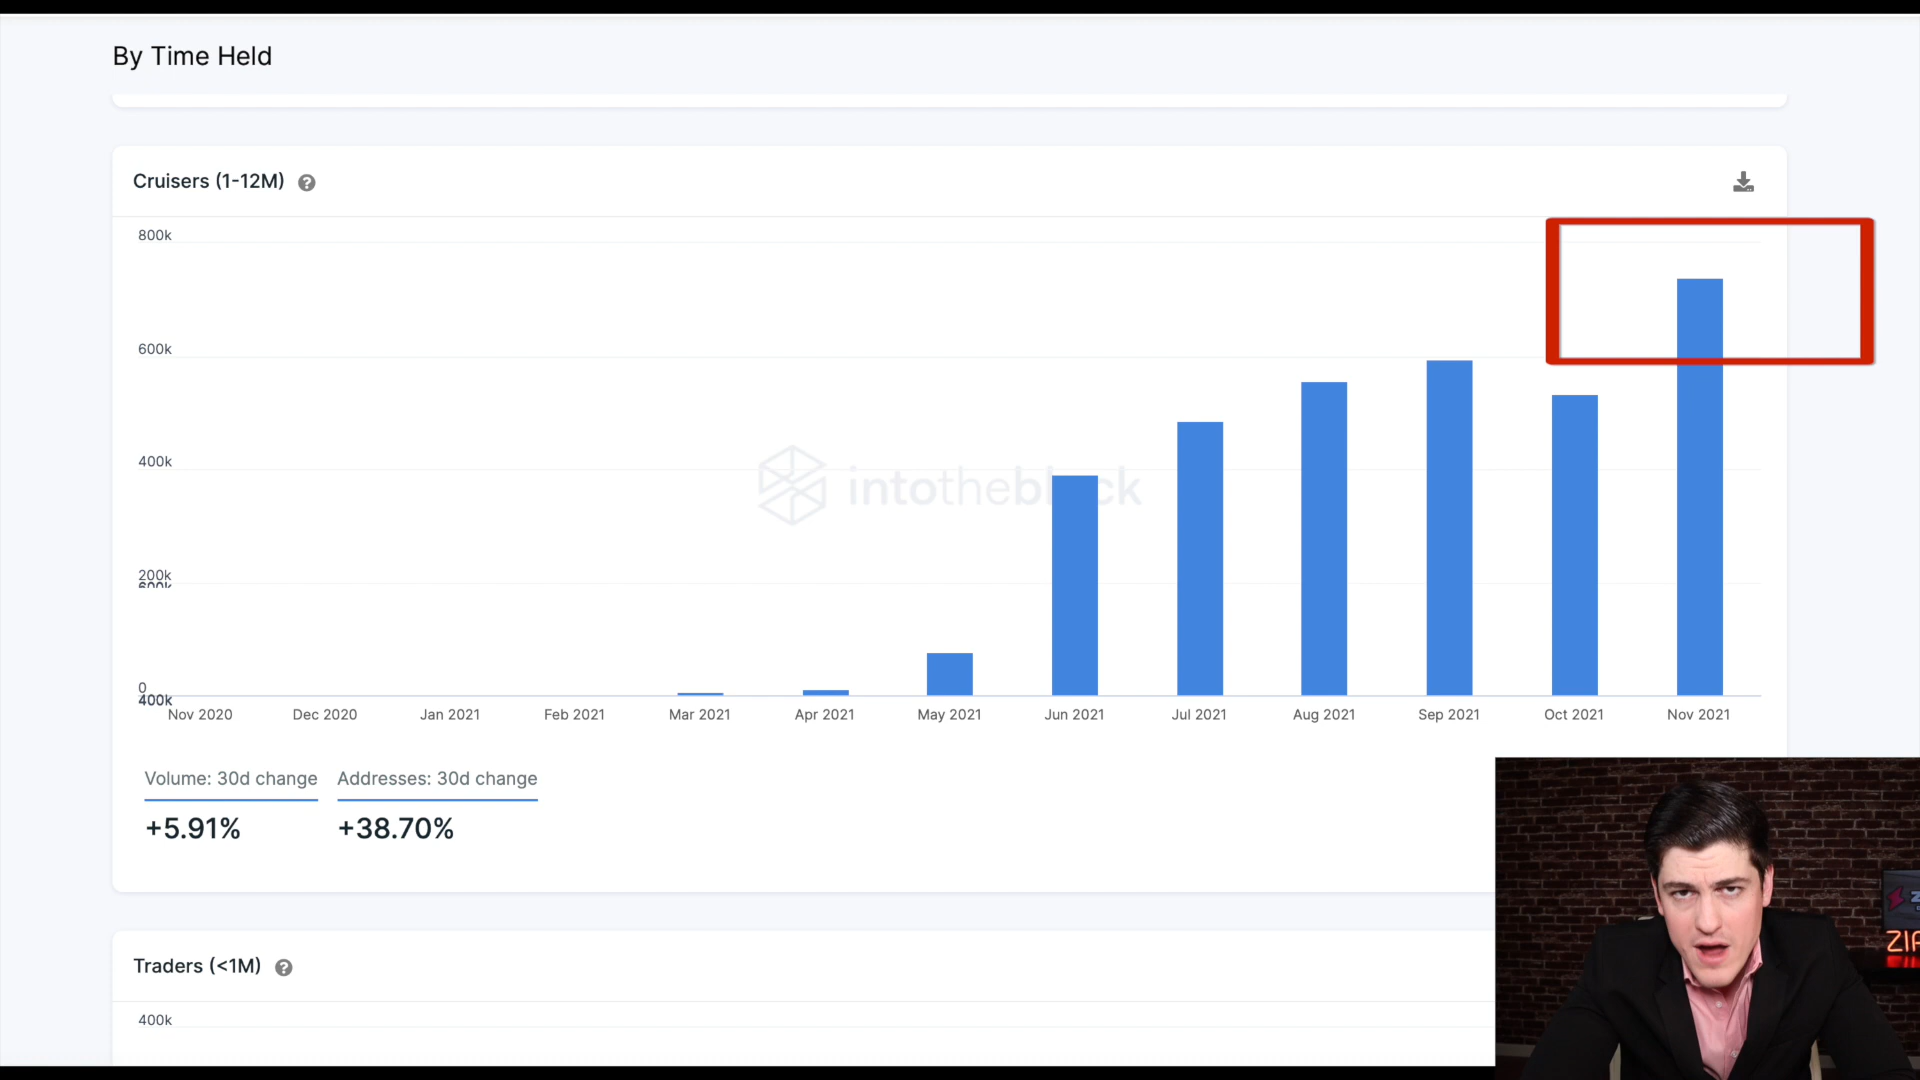 By Time Held
Cruisers (1-12M)
800k
600k
400k
intotheblock
200k
0
400k
Nov 2020 Dec 2020 Jan 2021 Feb 2021 Mar 2021 Apr 2021 May 2021 Jun 2021 Jul 2021 Aug 2021 Sep 2021 Oct 2021 Nov 2021
Volume: 30d change Addresses: 30d change
+5.91% +38.70%
Traders (<1M)
400k